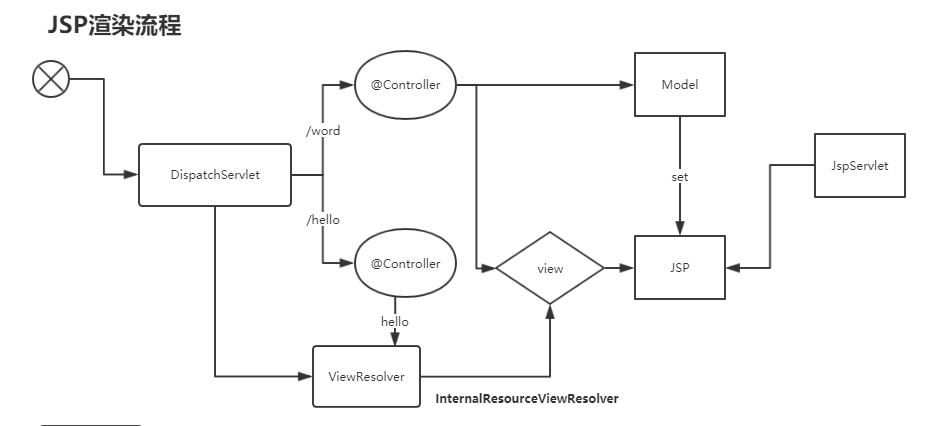 JSP渲染流程
@Controller
Model
/word
DispatchServlet
JspServlet
set
/hello
@Controller
view
JSP
hello
ViewResolver
InternalResourceViewResolver